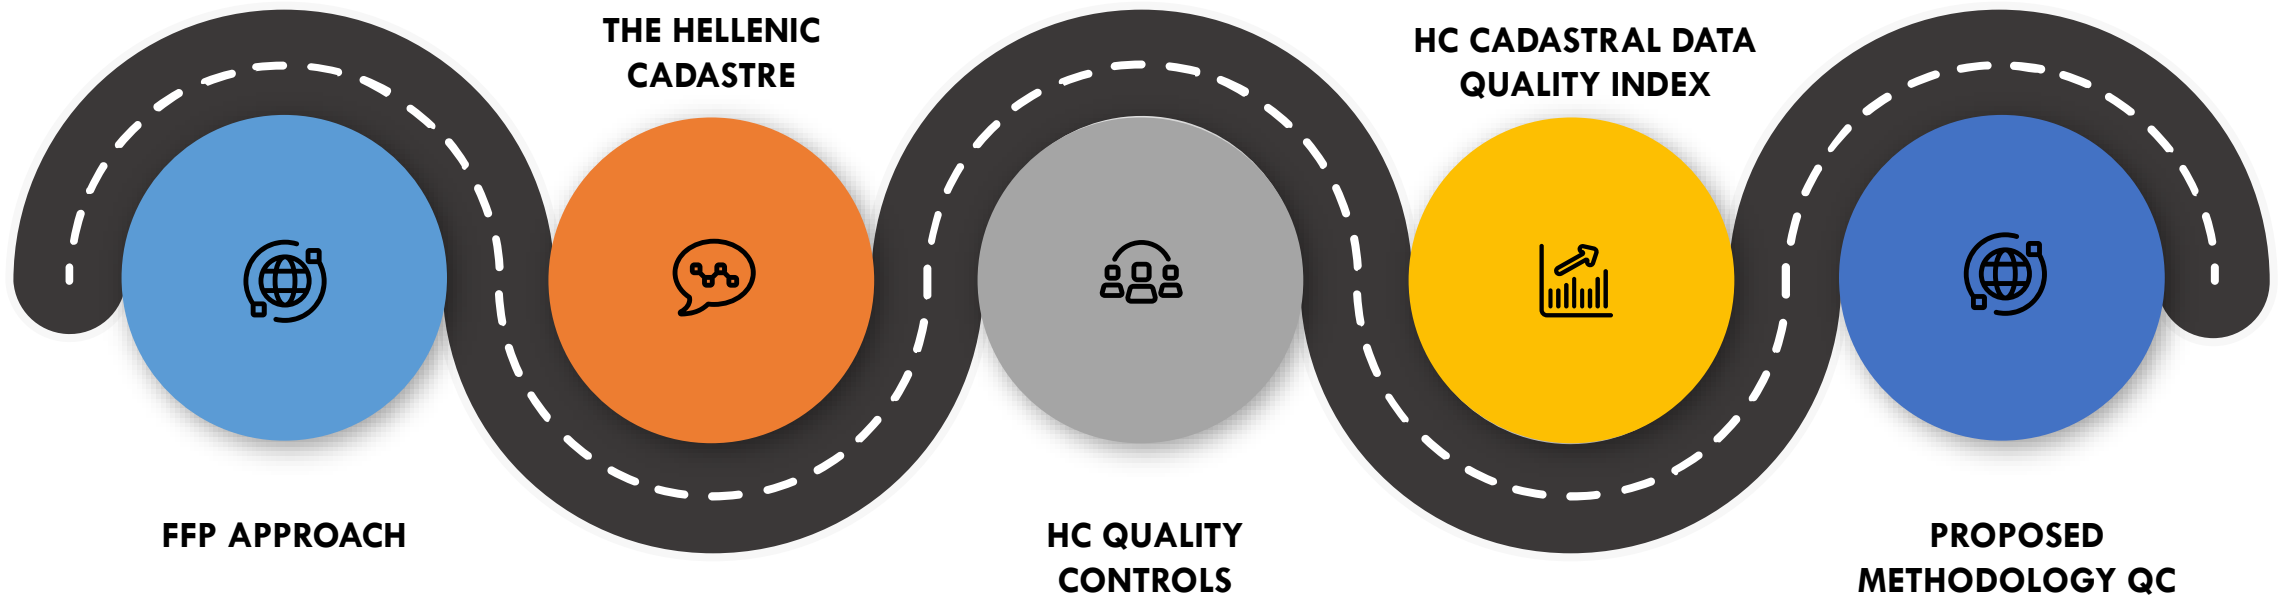 FFP APPROACH
THE HELLENIC
CADASTRE
HC QUALITY
CONTROLS
HC CADASTRAL DATA
QUALITY INDEX
PROPOSED
METHODOLOGY QC